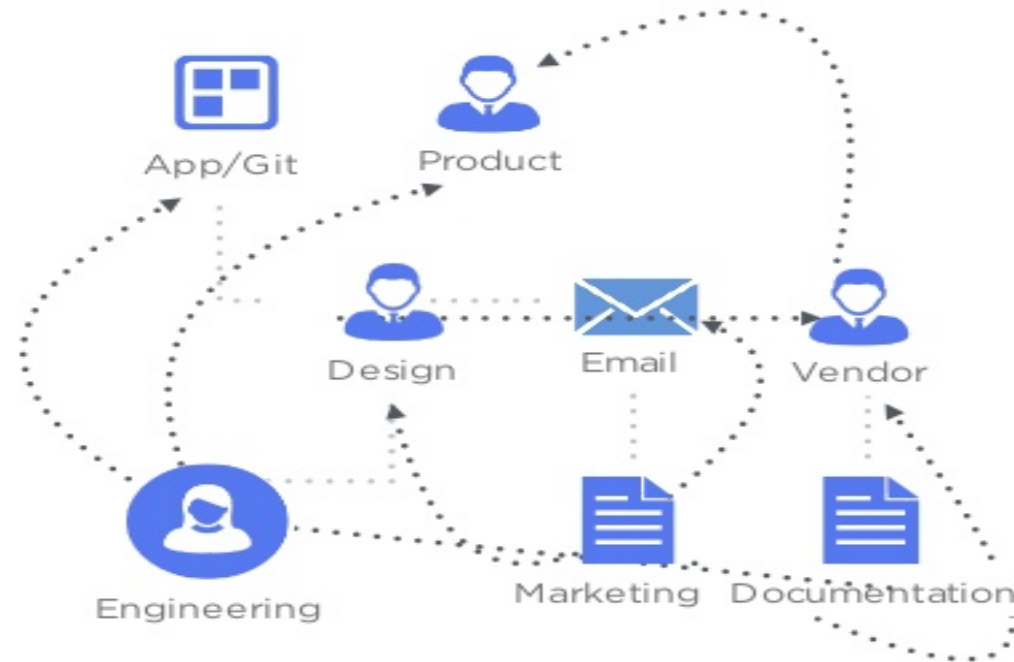 App/Git
Product
Design
Email
Vendor
Engineering
Marketing
Documentation